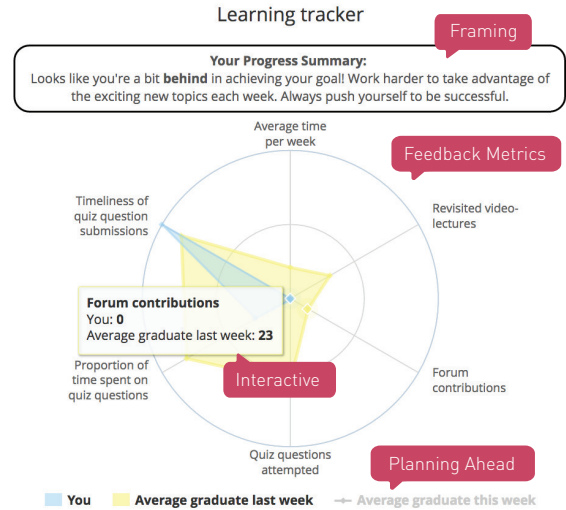 Learning tracker
Framing
Your Progress Summary:
Looks like you're a bit behind in achieving your goal! Work harder to take advantage of
the exciting new topics each week. Always push yourself to be successful.
Average time
per week
Feedback Metrics
Timeliness of
quiz question
submissions
Revisited video-
lectures
Forum contributions
You: 0
Average graduate last week: 23
Interactive
Proportion of
time spent on
quiz questions
Forum
contributions
Quiz questions
attempted
Planning Ahead
You
Average graduate last week
Average graduate this week